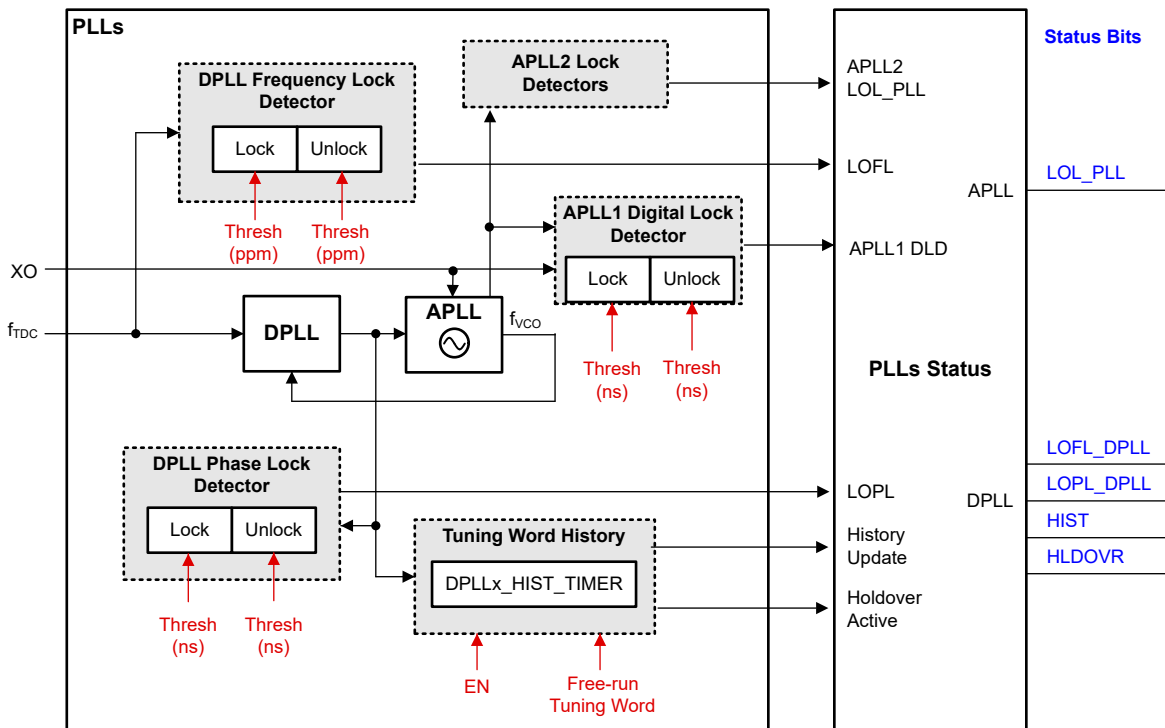 PLLs
DPLL Frequency Lock
Detector
Lock
Unlock
Thresh
(ppm)
Thresh
(ppm)
APLL2 Lock
Detectors
APLL1 Digital Lock
Detector
Lock
Unlock
Thresh
(ns)
Thresh
(ns)
XO
fTDC
DPLL
APLL
fVCO
DPLL Phase Lock
Detector
Lock
Unlock
Thresh
(ns)
Thresh
(ns)
Tuning Word History
DPLLx_HIST_TIMER
EN
Free-run
Tuning Word
APLL2
LOL_PLL
LOFL
APLL
APLL1 DLD
PLLs Status
LOPL
DPLL
History
Update
Holdover
Active
Status Bits
LOL_PLL
LOFL_DPLL
LOPL_DPLL
HIST
HLDOVR